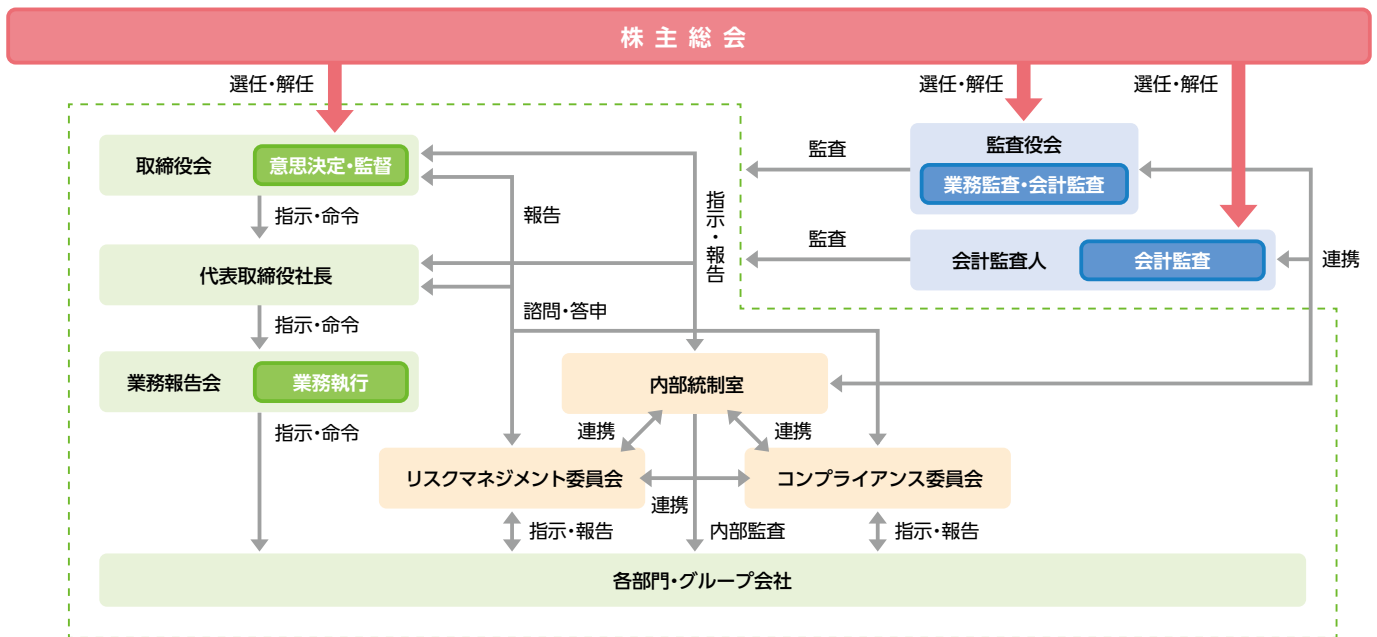 株主総会
選任・解任
選任・解任
選任・解任
取締役会
意思決定・監督
監査役会
業務監査・会計監査
監査
指示・命令
報告
指示・報告
代表取締役社長
監査
会計監査人
会計監査
連携
指示・命令
諮問・答申
業務報告会
業務執行
内部統制室
指示・命令
連携
連携
リスクマネジメント委員会
コンプライアンス委員会
連携
指示・報告
内部監査
指示・報告
各部門・グループ会社